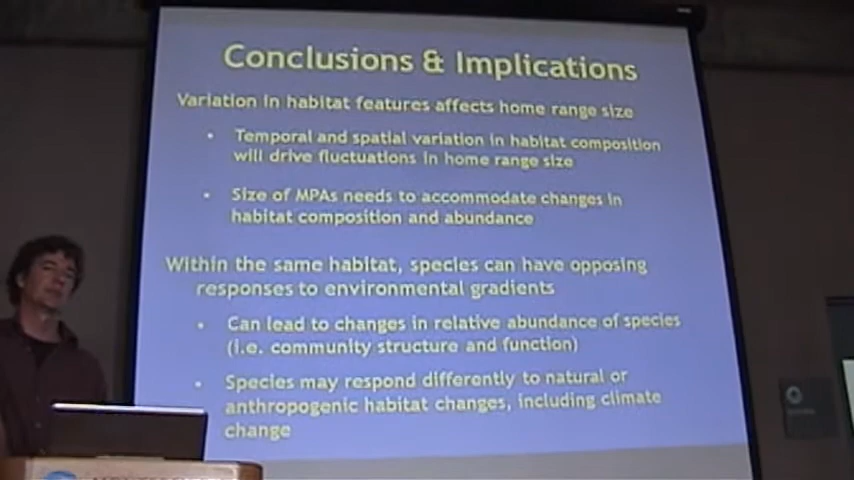 Conclusions & Implications
Variation in habitat features affects home range size
• Temporal and spatial variation in habitat composition
will drive fluctuations in home range size
• Size of MPAs needs to accommodate changes in
habitat composition and abundance
Within the same habitat, species can have opposing
responses to environmental gradients
• Can lead to changes in relative abundance of species
(i.e. community structure and function)
• Species may respond differently to natural or
anthropogenic habitat changes, including climate
change